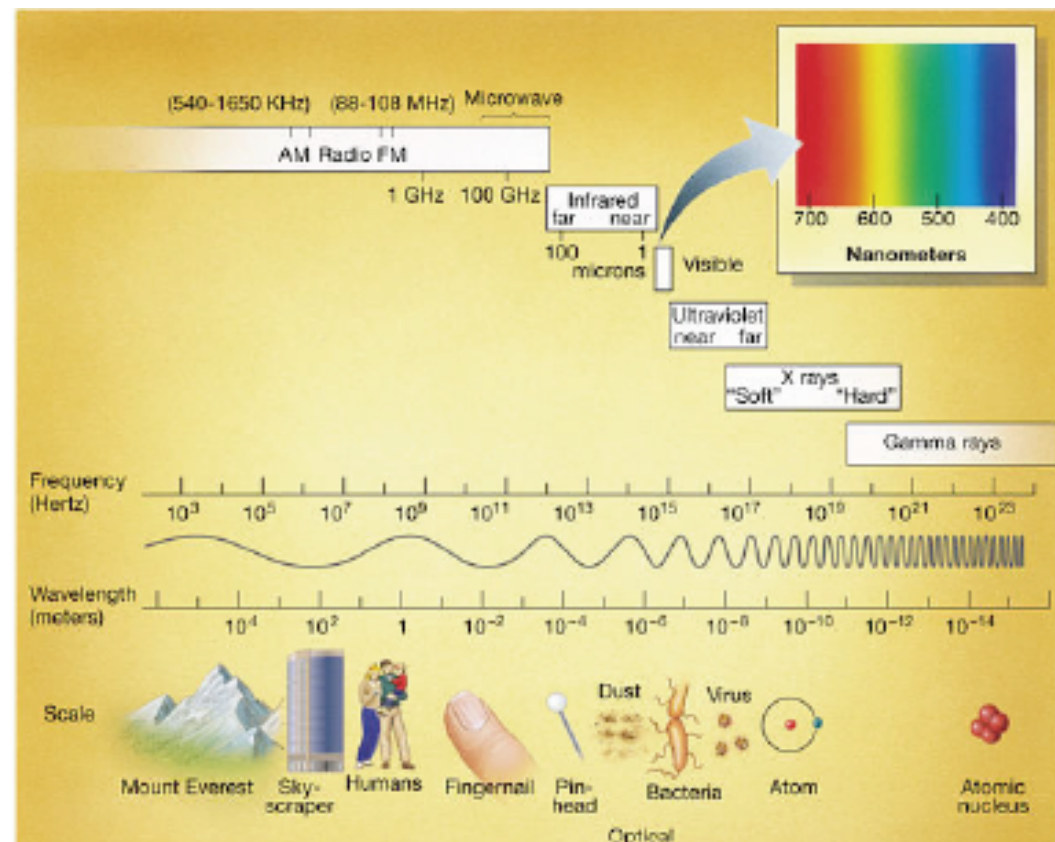 (540-1650 KHz) (88-108 MHz) Microwave
AM Radio FM
1 GHz 100 GHz
Infrared
far near
100 1
microns
Visible
700 600 500 400
Nanometers
Ultraviolet
near far
X rays
"Soft" "Hard"
Gamma rays
Frequency
(Hertz)
10³ 10⁵ 10⁷ 10⁹ 10¹¹ 10¹³ 10¹⁵ 10¹⁷ 10¹⁹ 10²¹ 10²³
Wavelength
(meters)
10⁴ 10² 1 10⁻² 10⁻⁴ 10⁻⁶ 10⁻⁸ 10⁻¹⁰ 10⁻¹² 10⁻¹⁴
Scale
Mount Everest
Sky-
scraper
Humans
Fingernail
Pin-
head
Dust
Bacteria
Virus
Atom
Atomic
nucleus
Optical